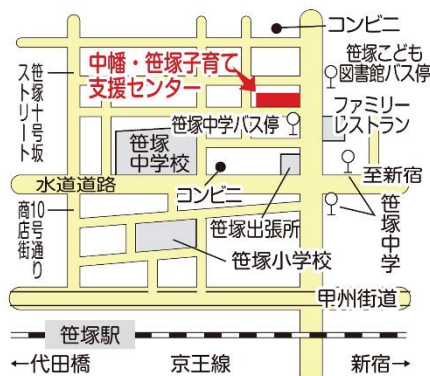 コンビニ
笹塚こども
図書館バス停
中幡・笹塚子育て
支援センター
笹塚十号坂
ストリート
ファミリー
レストラン
笹塚中学バス停
笹塚
中学校
至新宿
水道道路
コンビニ
笹塚中学
10号通り
商店街
笹塚出張所
笹塚小学校
甲州街道
笹塚駅
←代田橋
京王線
新宿→